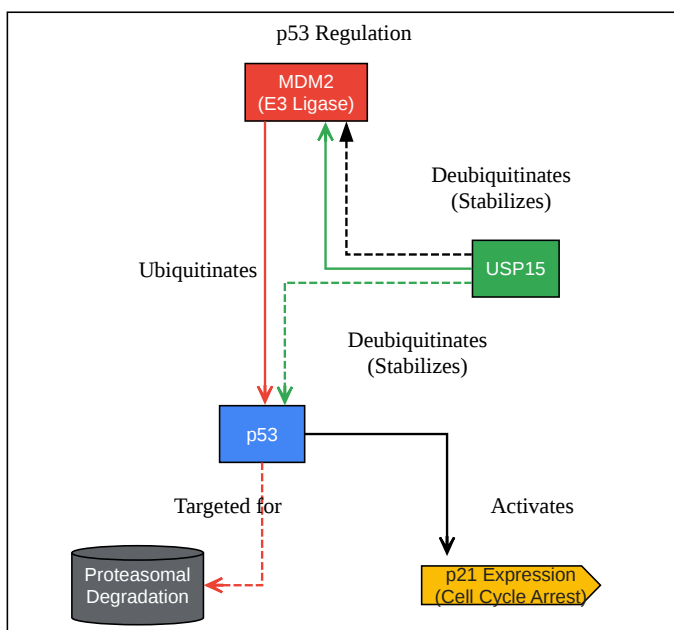 p53 Regulation
MDM2
(E3 Ligase)
Deubiquitinates
(Stabilizes)
USP15
Ubiquitinates
Deubiquitinates
(Stabilizes)
p53
Targeted for
Activates
Proteasomal
Degradation
p21 Expression
(Cell Cycle Arrest)